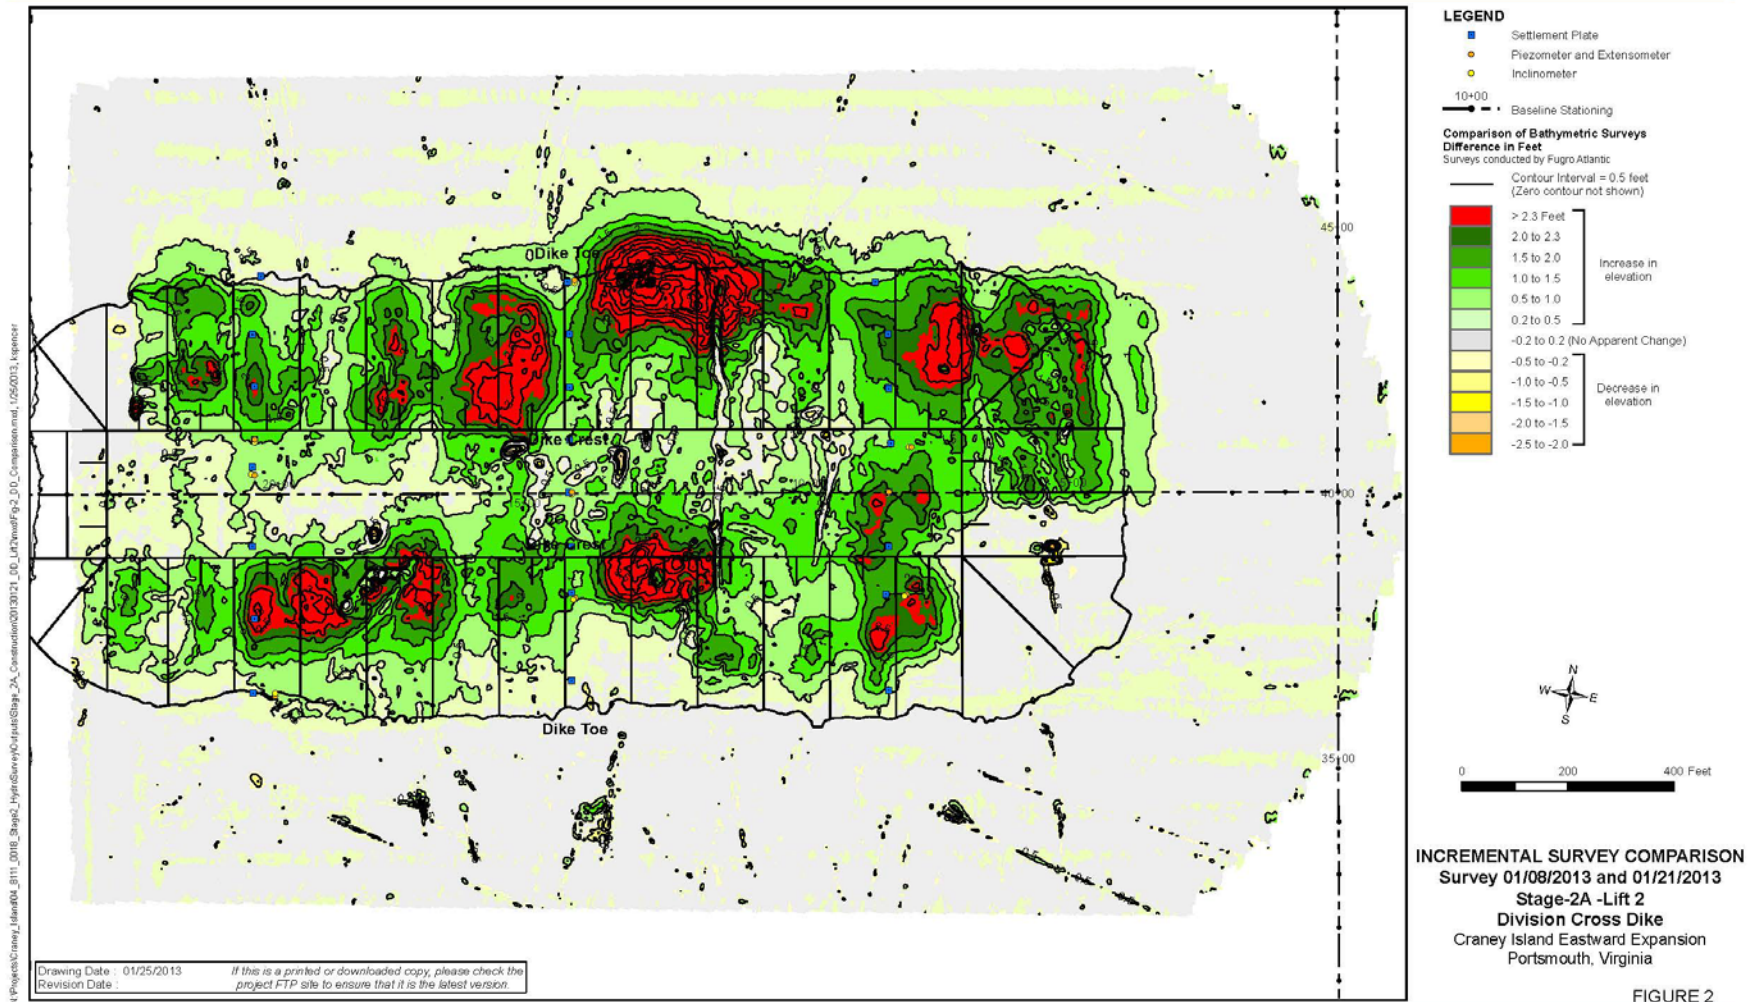 LEGEND
Settlement Plate
Piezometer and Extensometer
Inclinometer
10+00
Baseline Stationing
Comparison of Bathymetric Surveys
Difference in Feet
Surveys conducted by Fugro Atlantic
Contour Interval = 0.5 feet
(Zero contour not shown)
> 2.3 Feet
2.0 to 2.3
1.5 to 2.0
1.0 to 1.5
0.5 to 1.0
0.2 to 0.5
Increase in
elevation
-0.2 to 0.2 (No Apparent Change)
-0.5 to -0.2
-1.0 to -0.5
-1.5 to -1.0
-2.0 to -1.5
-2.5 to -2.0
Decrease in
elevation
45+00
Dike Toe
Dike Crest
20+00
40+00
Dike Crest
Dike Toe
35+00
N
W
E
S
0 200 400 Feet
INCREMENTAL SURVEY COMPARISON
Survey 01/08/2013 and 01/21/2013
Stage-2A -Lift 2
Division Cross Dike
Craney Island Eastward Expansion
Portsmouth, Virginia
FIGURE 2
Drawing Date : 01/25/2013
Revision Date :
If this is a printed or downloaded copy, please check the
project FTP site to ensure that it is the latest version.